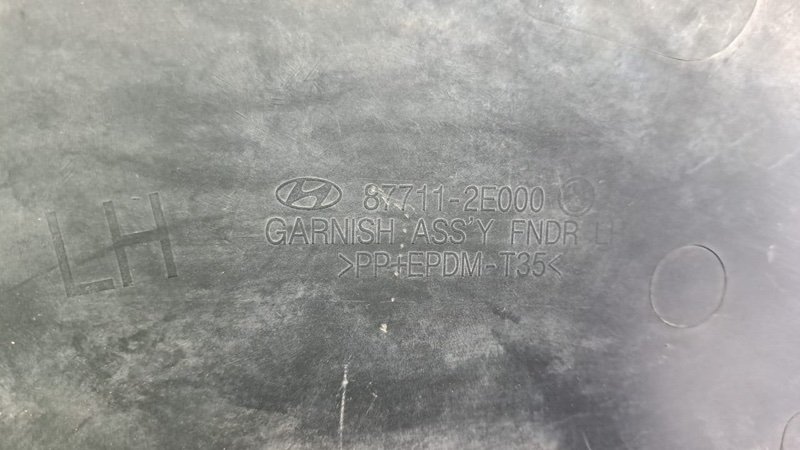 87711-2E000
GARNISH ASS'Y FNDR LH
>PP+EPDM-T35<
LH